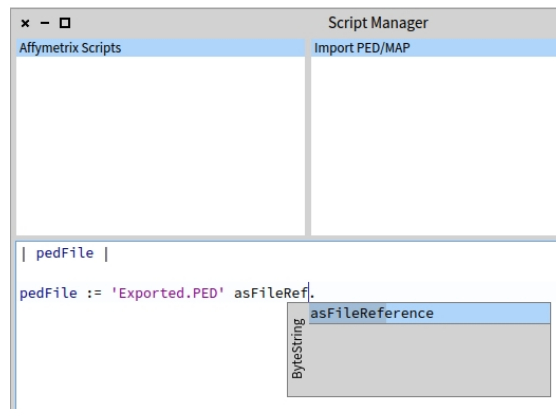 Script Manager
Affymetrix Scripts
Import PED/MAP
| pedFile |
pedFile := 'Exported.PED' asFileRef.
asFileReference
ByteString